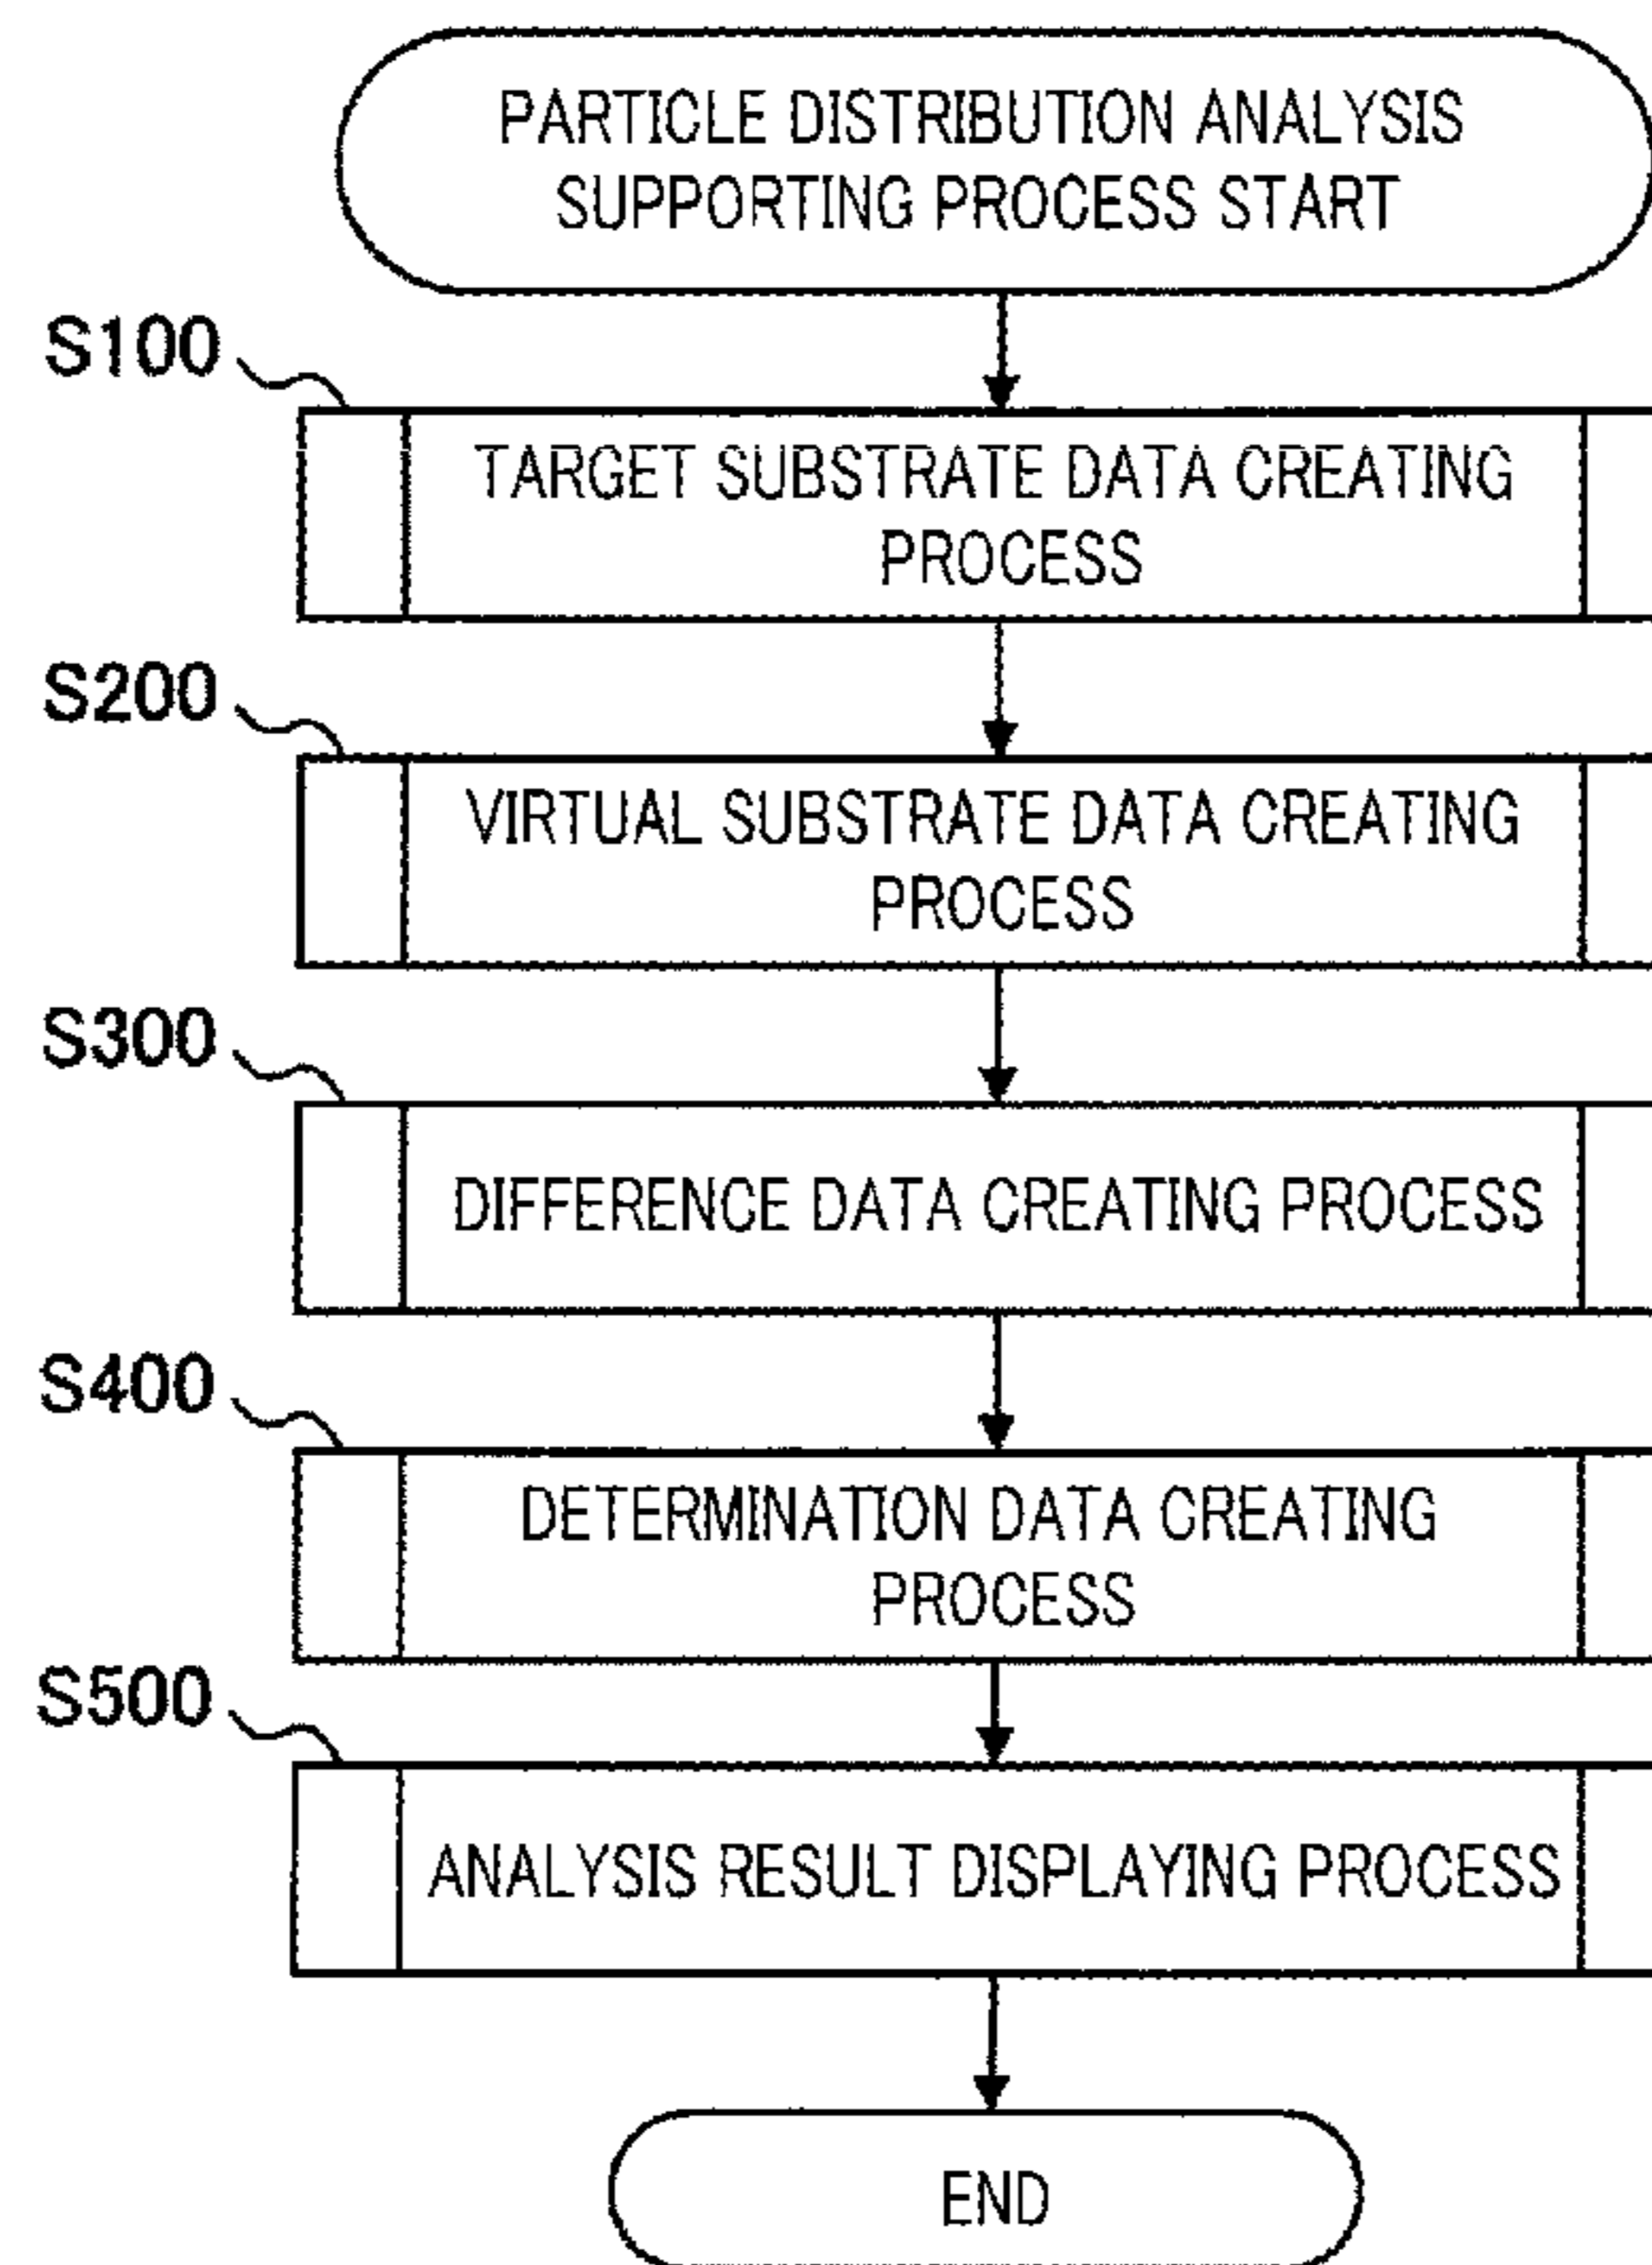 PARTICLE DISTRIBUTION ANALYSIS
SUPPORTING PROCESS START
S100
TARGET SUBSTRATE DATA CREATING
PROCESS
S200
VIRTUAL SUBSTRATE DATA CREATING
PROCESS
S300
DIFFERENCE DATA CREATING PROCESS
S400
DETERMINATION DATA CREATING
PROCESS
S500
ANALYSIS RESULT DISPLAYING PROCESS
END